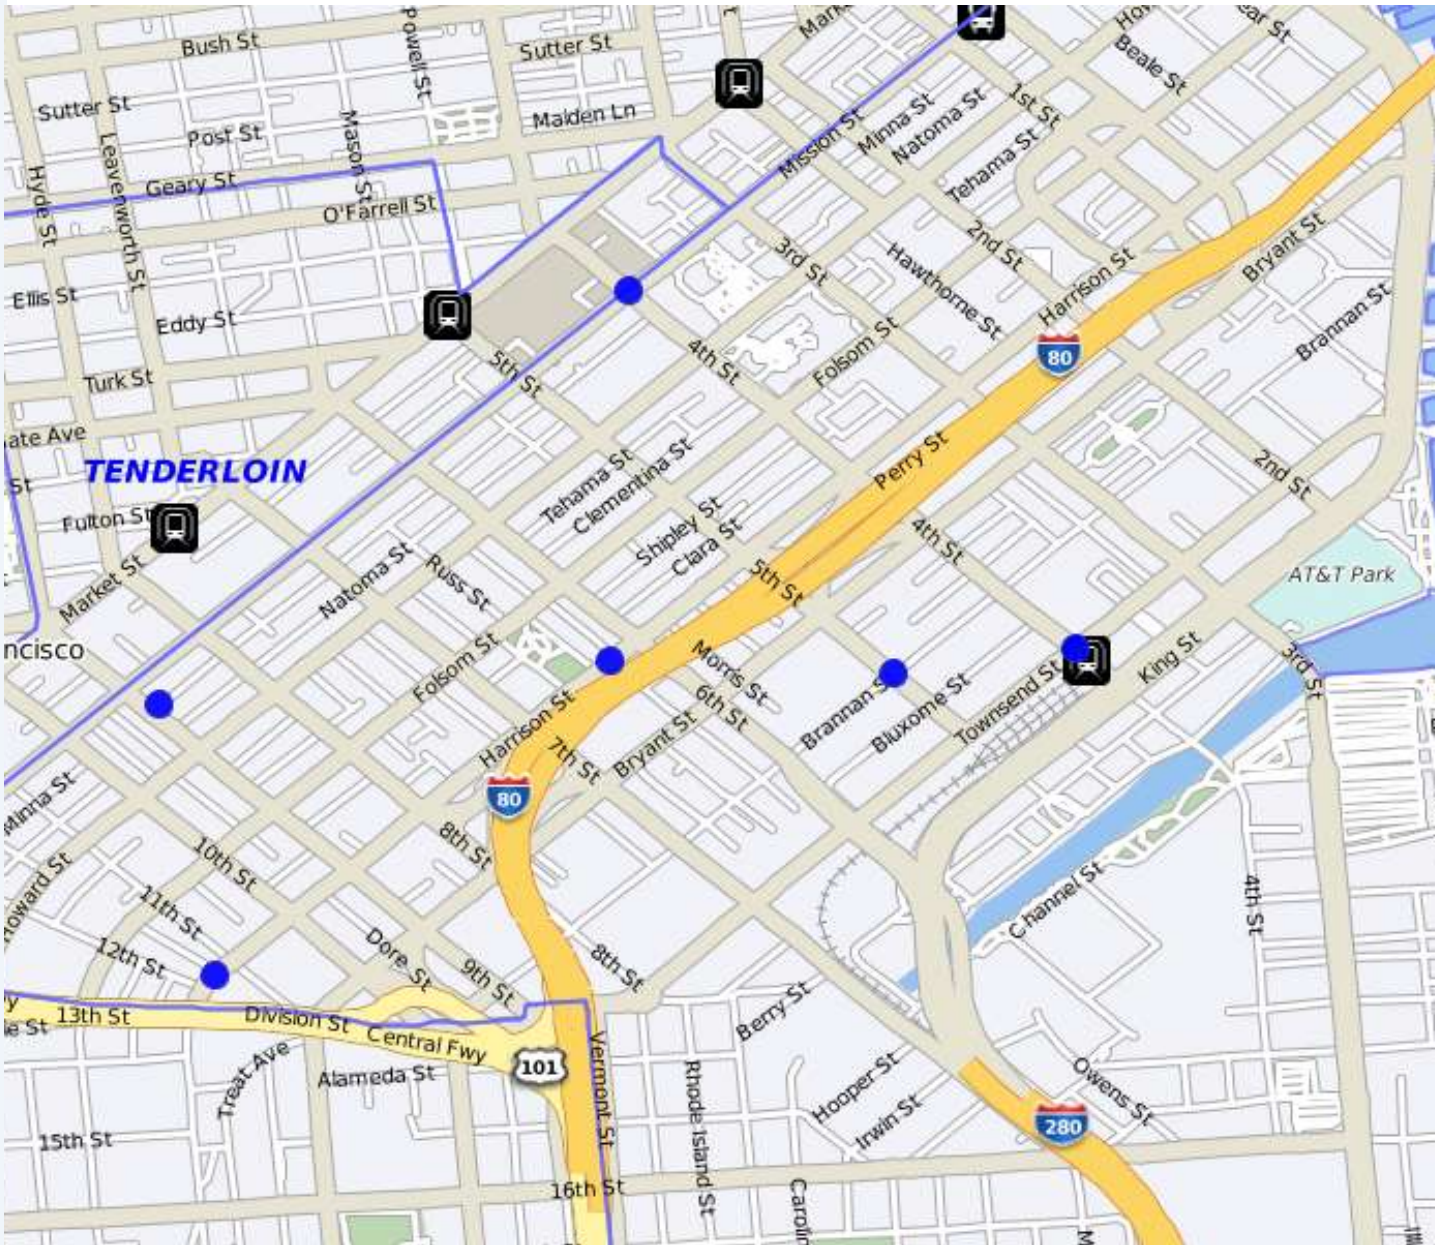 Bush St
Powell St
Sutter St
How
ear St
Beale St
Sutter St
Post St
Mason St
Maiden Ln
1st St
Minna St
Natoma St
Mission St
Tehama St
Leavenworth St
Hyde St
Geary St
O'Farrell St
2nd St
3rd St
Hawthorne St
Harrison St
Bryant St
Ellis St
Eddy St
Brannan St
80
5th St
4th St
Folsom St
Turk St
ate Ave
St
TENDERLOIN
Perry St
2nd St
Tehama St
Clementina St
Fulton St
Shipley St
Clara St
4th St
Market St
Natoma St
Russ St
5th St
AT&T Park
ncisco
Folsom St
Morris St
6th St
King St
3rd St
Harrison St
7th St
Bryant St
Brannan S
Bluxome St
Townsend St
Minna St
80
8th St
10th St
11th St
12th St
Howard St
Channel St
4th St
Dore St
9th St
8th St
13th St
Division St
Central Fwy
Berry St
101
Vermont St
Treat Ave
Alameda St
Rhode Island St
Hooper St
Irwin St
Owens St
280
15th St
16th St